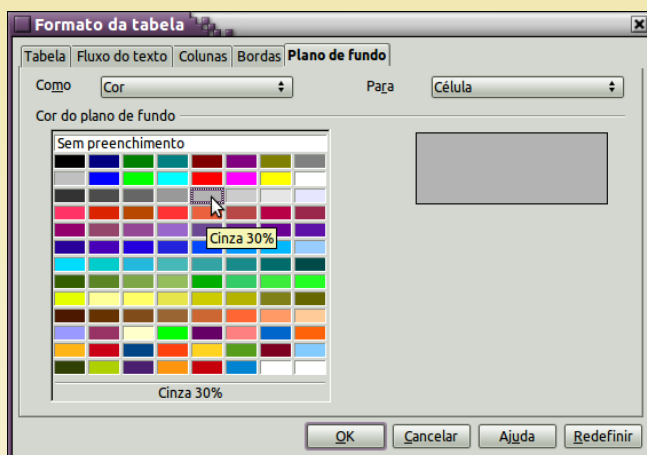 Formato da tabela
Tabela Fluxo do texto Colunas Bordas Plano de fundo
Como Cor Para Célula
Cor do plano de fundo
Sem preenchimento
Cinza 30%
Cinza 30%
OK Cancelar Ajuda Redefinir